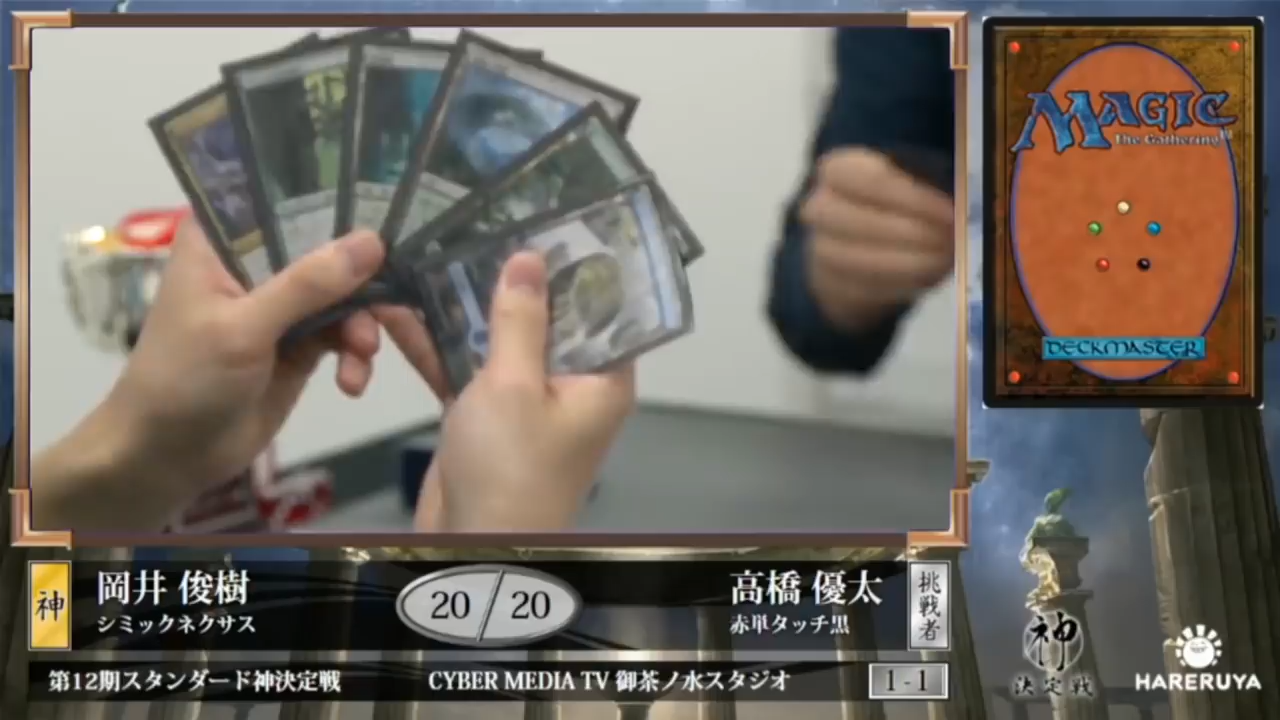 MAGIC
The Gathering
DECKMASTER
神
岡井 俊樹
シミックネクサス
20 / 20
高橋 優太
赤単タッチ黒
挑戦者
第12期スタンダード神決定戦
CYBER MEDIA TV 御茶ノ水スタジオ
1 - 1
神
決定戦
HARERUYA